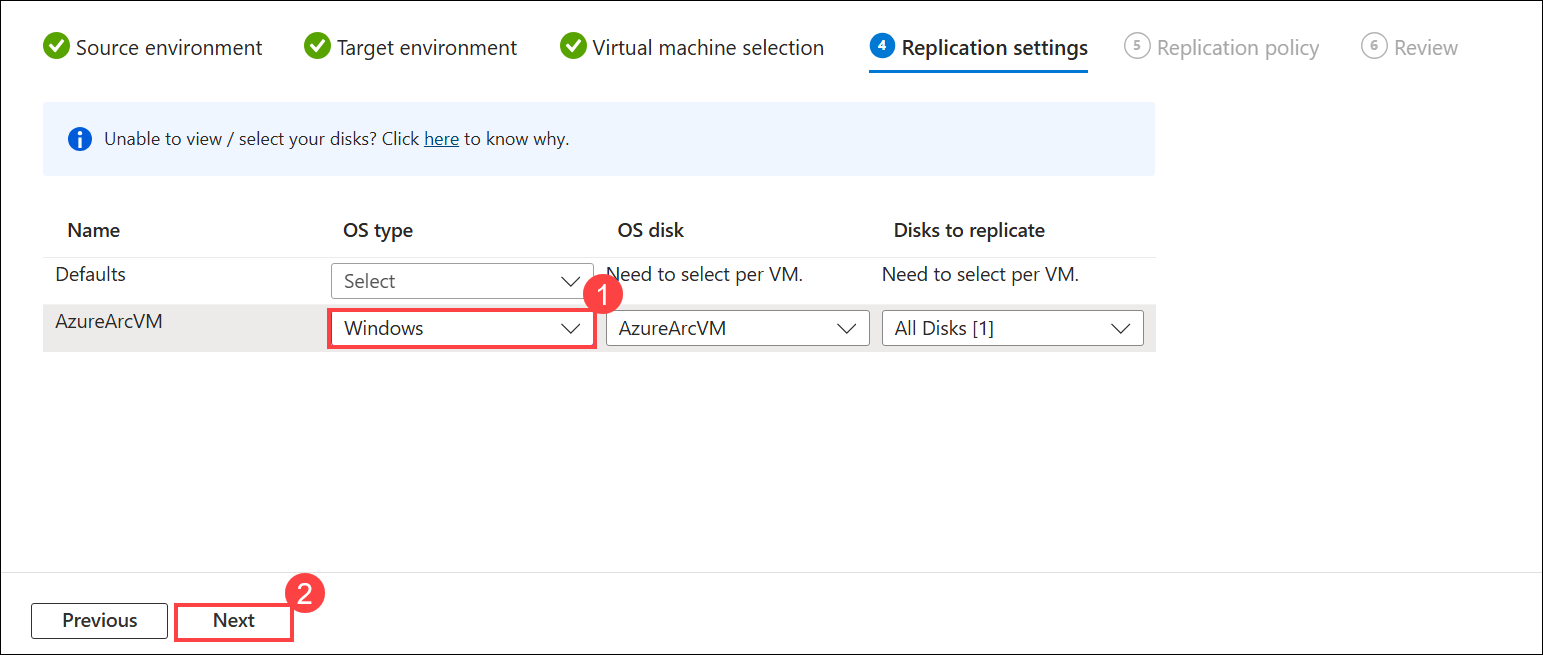 Source environment Target environment Virtual machine selection 4 Replication settings 5 Replication policy 6 Review
Unable to view / select your disks? Click here to know why.
Name OS type OS disk Disks to replicate
Defaults Select Need to select per VM. Need to select per VM.
1
AzureArcVM Windows AzureArcVM All Disks [1]
2
Previous Next